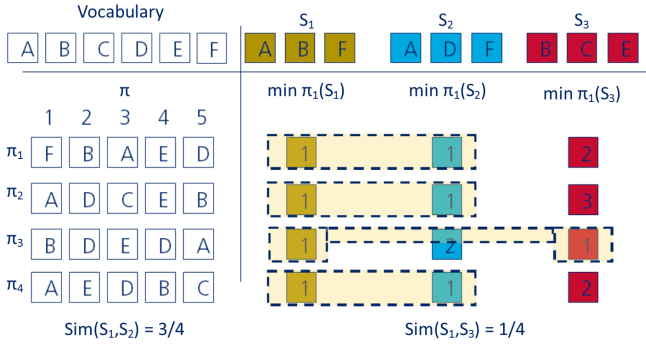 Vocabulary S₁ S₂ S₃
A B C D E F A B F A D F B C E
π min π₁(S₁) min π₁(S₂) min π₁(S₃)
1 2 3 4 5
π₁ F B A E D 1 1 2
π₂ A D C E B 1 1 3
π₃ B D E D A 1 2 1
π₄ A E D B C 1 1 2
Sim(S₁,S₂) = 3/4 Sim(S₁,S₃) = 1/4